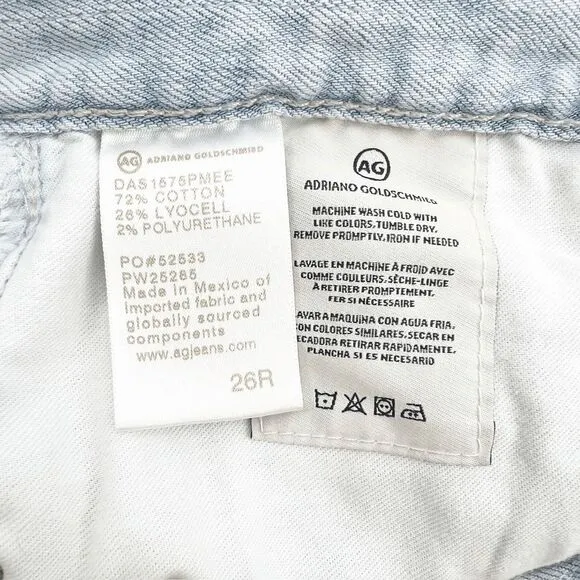 AG ADRIANO GOLDSCHMIED
DAS1575PMEE
72% COTTON
26% LYOCELL
2% POLYURETHANE
PO#52533
PW25285
Made in Mexico of
imported fabric and
globally sourced
components
www.agjeans.com
26R
AG
ADRIANO GOLDSCHMIED
MACHINE WASH COLD WITH
LIKE COLORS, TUMBLE DRY,
REMOVE PROMPTLY, IRON IF NEEDED
LAVAGE EN MACHINE À FROID AVEC
COMME COULEURS, SÈCHE-LINGE
À RETIRER PROMPTEMENT,
FER SI NÉCESSAIRE
AVAR A MAQUINA CON AGUA FRIA,
CON COLORES SIMILARES, SECAR EN
ECADORA RETIRAR RAPIDAMENTE,
PLANCHA SI ES NECESARIO